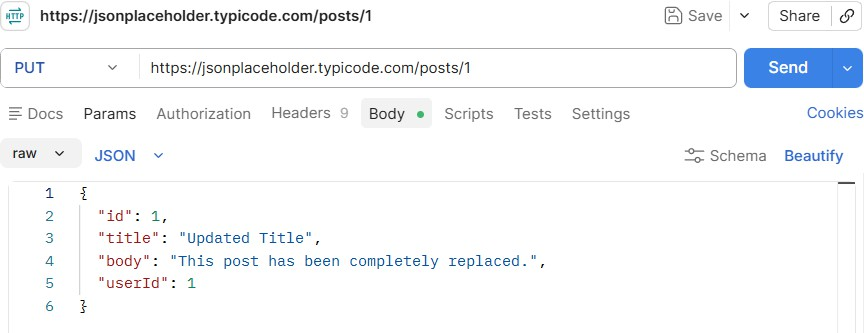 HTTP https://jsonplaceholder.typicode.com/posts/1 Save Share
PUT https://jsonplaceholder.typicode.com/posts/1 Send
Docs Params Authorization Headers 9 Body Scripts Tests Settings Cookies
raw JSON Schema Beautify
1 {
2 "id": 1,
3 "title": "Updated Title",
4 "body": "This post has been completely replaced.",
5 "userId": 1
6 }